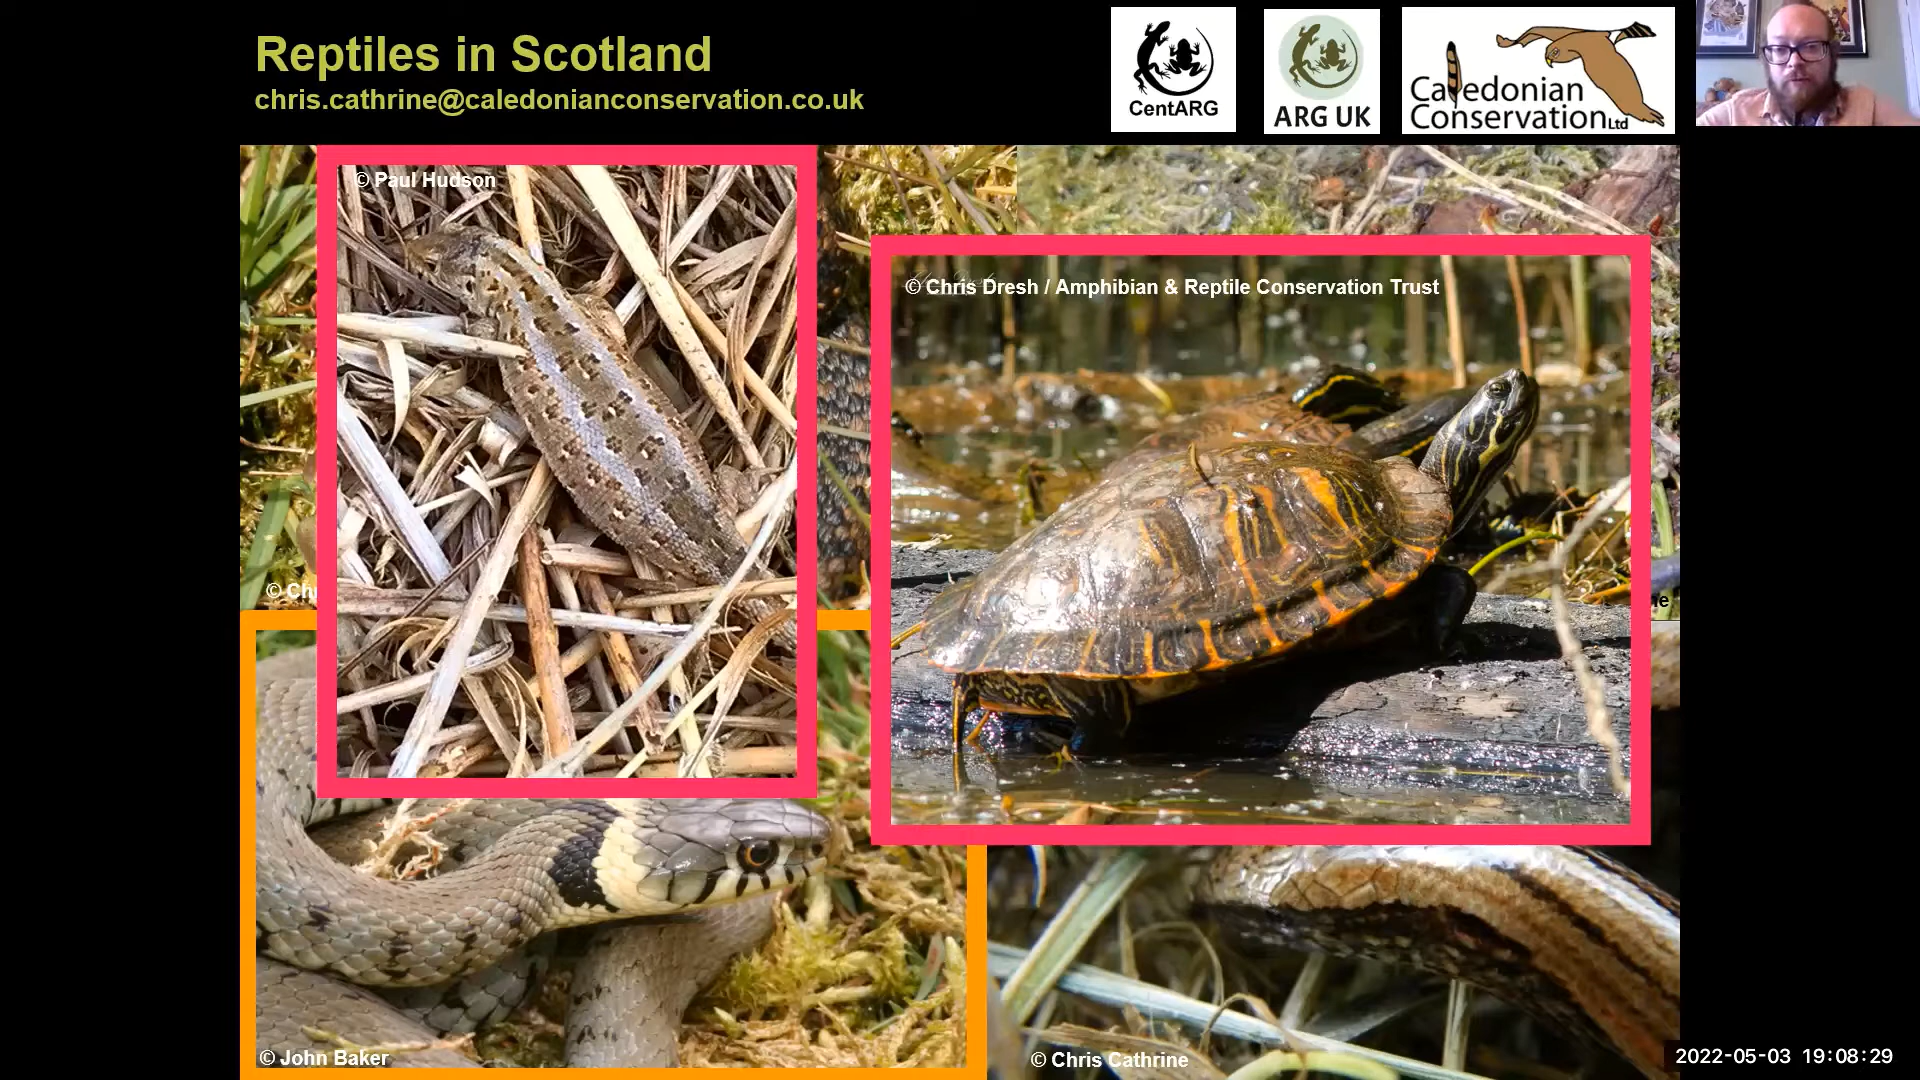 Reptiles in Scotland
chris.cathrine@caledonianconservation.co.uk
CentARG
ARG UK
Caledonian
Conservation Ltd
© Paul Hudson
© Chris Dresh / Amphibian & Reptile Conservation Trust
© John Baker
© Chris Cathrine
2022-05-03 19:08:29